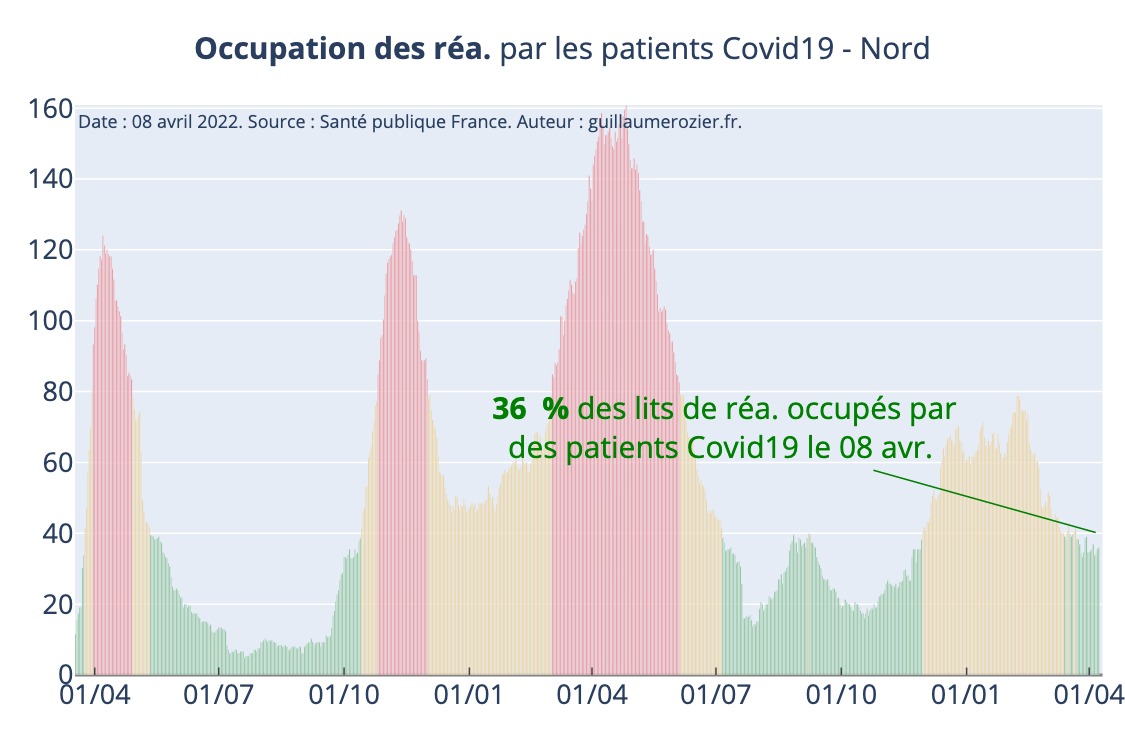 Occupation des réa. par les patients Covid19 - Nord
160
Date : 08 avril 2022. Source : Santé publique France. Auteur : guillaumerozier.fr.
140
120
100
80
36 % des lits de réa. occupés par
des patients Covid19 le 08 avr.
60
40
20
0
01/04 01/07 01/10 01/01 01/04 01/07 01/10 01/01 01/04